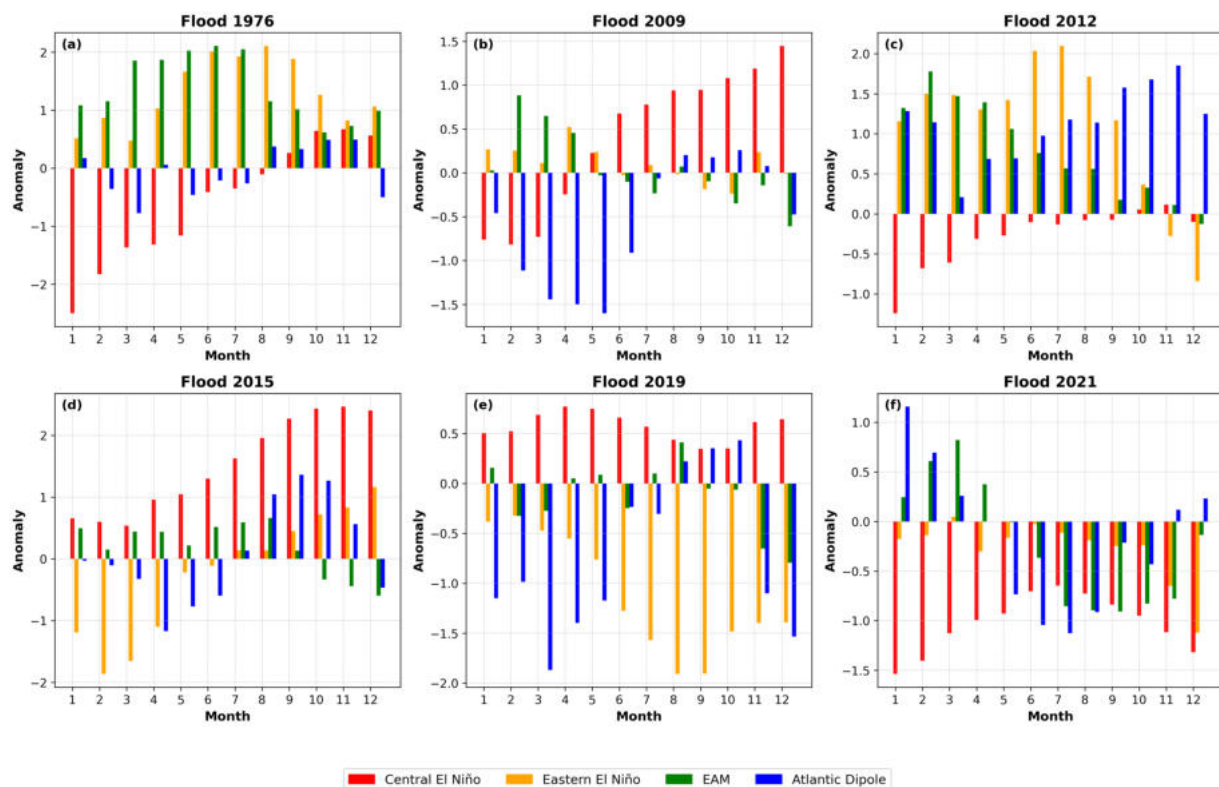 Flood 1976
(a)
Anomaly
2
1
0
−1
−2
1 2 3 4 5 6 7 8 9 10 11 12
Month
Flood 2009
(b)
Anomaly
1.5
1.0
0.5
0.0
−0.5
−1.0
−1.5
1 2 3 4 5 6 7 8 9 10 11 12
Month
Flood 2012
(c)
Anomaly
2.0
1.5
1.0
0.5
0.0
−0.5
−1.0
1 2 3 4 5 6 7 8 9 10 11 12
Month
Flood 2015
(d)
Anomaly
2
1
0
−1
−2
1 2 3 4 5 6 7 8 9 10 11 12
Month
Flood 2019
(e)
Anomaly
0.5
0.0
−0.5
−1.0
−1.5
−2.0
1 2 3 4 5 6 7 8 9 10 11 12
Month
Flood 2021
(f)
Anomaly
1.0
0.5
0.0
−0.5
−1.0
−1.5
1 2 3 4 5 6 7 8 9 10 11 12
Month
Central El Niño Eastern El Niño EAM Atlantic Dipole